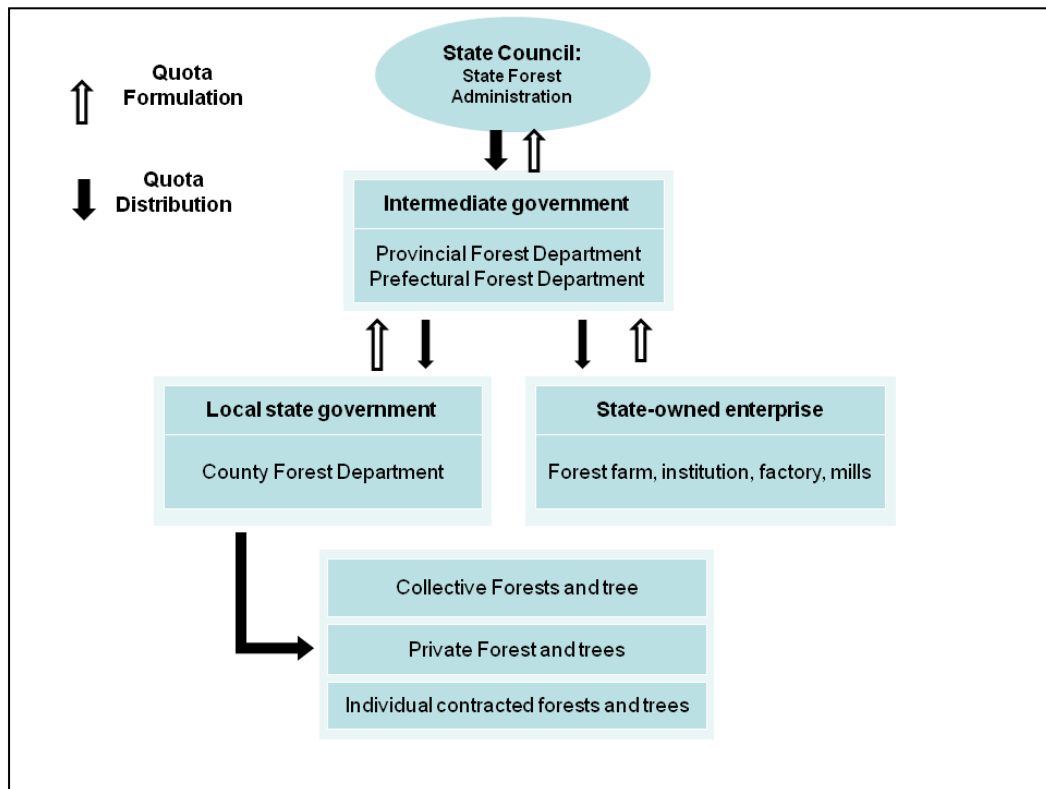 State Council:
State Forest
Administration
Quota
Formulation
Quota
Distribution
Intermediate government
Provincial Forest Department
Prefectural Forest Department
Local state government
County Forest Department
State-owned enterprise
Forest farm, institution, factory, mills
Collective Forests and tree
Private Forest and trees
Individual contracted forests and trees